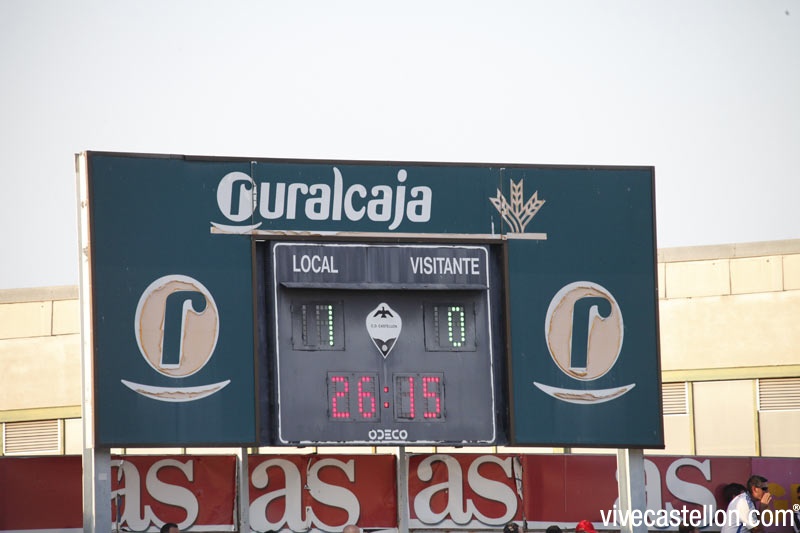 ruralcaja
LOCAL VISITANTE
1 0
C.D. CASTELLÓN
r r
26:15
ODECO
as as as as
vivecastellon.com®